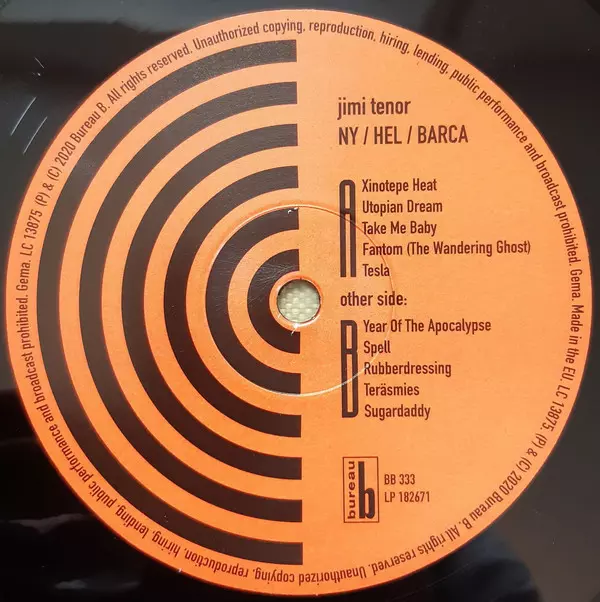 jimi tenor
NY / HEL / BARCA
A
Xinotepe Heat
Utopian Dream
Take Me Baby
Fantom (The Wandering Ghost)
Tesla
other side:
B
Year Of The Apocalypse
Spell
Rubberdressing
Teräsmies
Sugardaddy
bureau b
BB 333
LP 182671
LC 13875 (P) & (C) 2020 Bureau B. All rights reserved. Unauthorized copying, reproduction, hiring, lending, public performance and broadcast prohibited. Gema. Made in the EU. LC 13875. (P) & (C) 2020 Bureau B. All rights reserved. Unauthorized copying, reproduction, hiring, lending, public performance and broadcast prohibited. Gema.